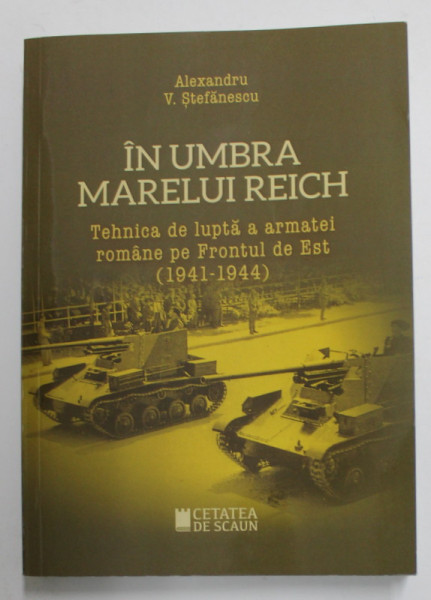 Alexandru
V. Ștefănescu
ÎN UMBRA
MARELUI REICH
Tehnica de luptă a armatei
române pe Frontul de Est
(1941-1944)
CETATEA
DE SCAUN